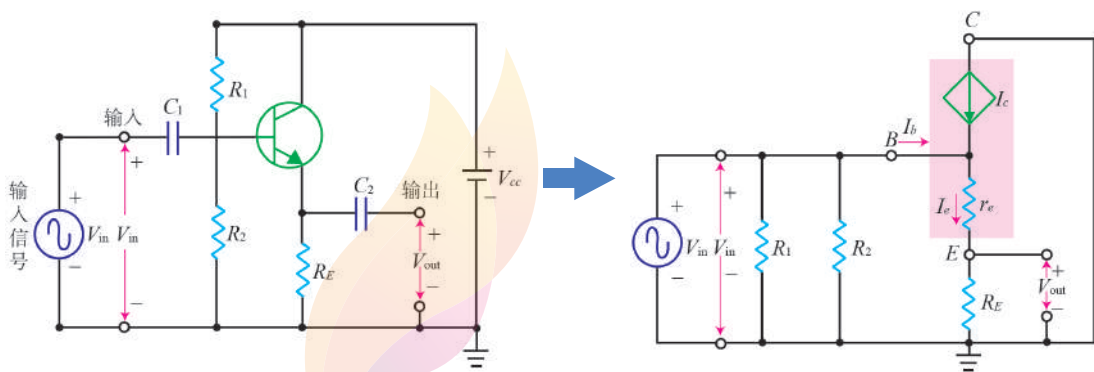 R1
C1
输入
+
输入信号
+
Vin
Vin
−
−
R2
C2
输出
+
Vcc
−
RE
+
Vout
−
C
Ic
Ib
B
+
+
Vin
Vin
−
−
R1
R2
Ie
re
E
RE
+
Vout
−